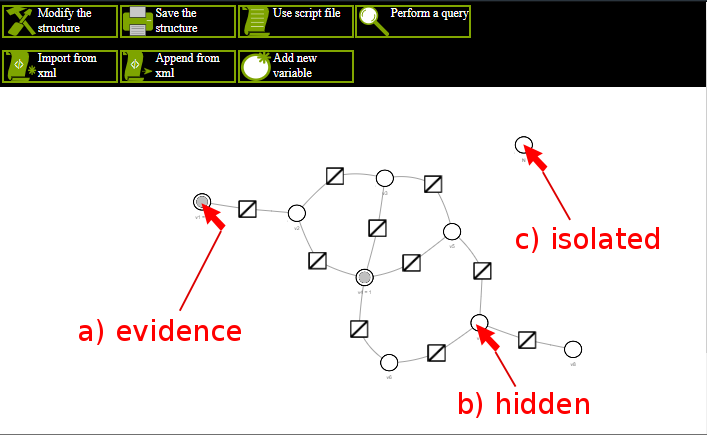 Modify the
structure
Save the
structure
Use script file
Perform a query
Import from
xml
Append from
xml
Add new
variable
c) isolated
a) evidence
b) hidden